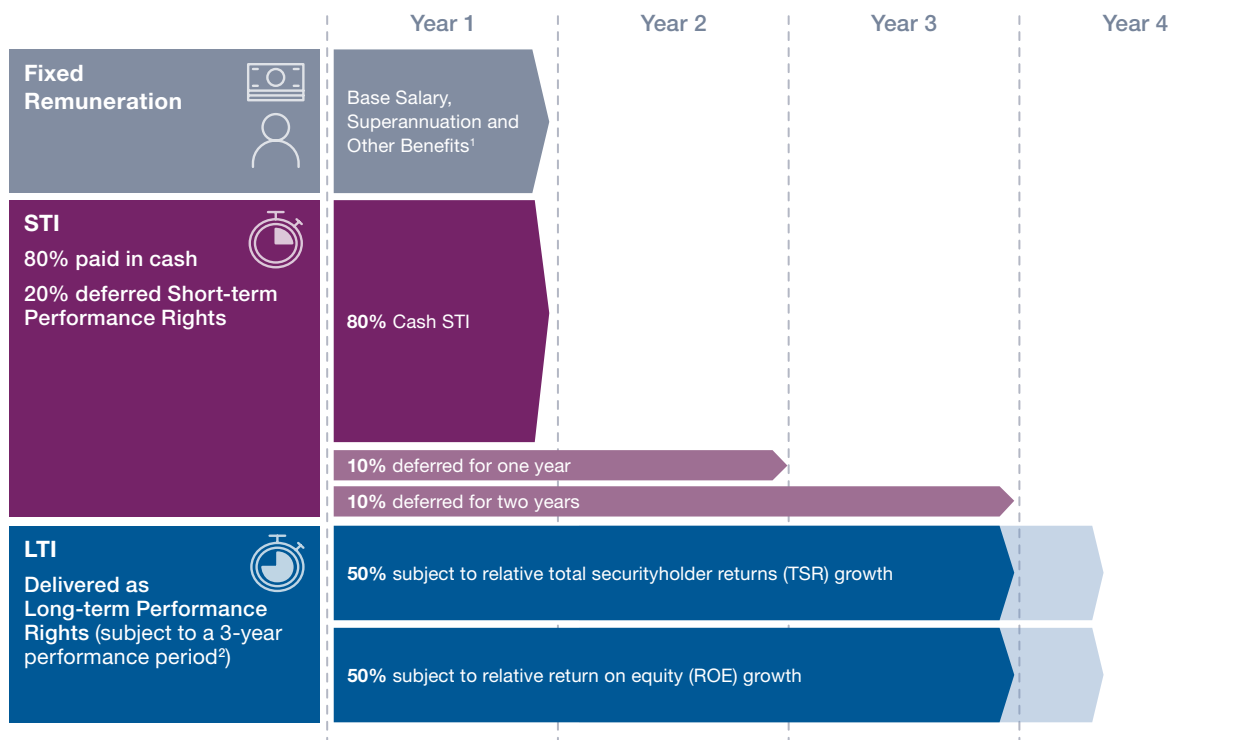 Year 1 Year 2 Year 3 Year 4
Fixed
Remuneration
Base Salary,
Superannuation and
Other Benefits¹
STI
80% paid in cash
20% deferred Short-term
Performance Rights
80% Cash STI
10% deferred for one year
10% deferred for two years
LTI
Delivered as
Long-term Performance
Rights (subject to a 3-year
performance period²)
50% subject to relative total securityholder returns (TSR) growth
50% subject to relative return on equity (ROE) growth